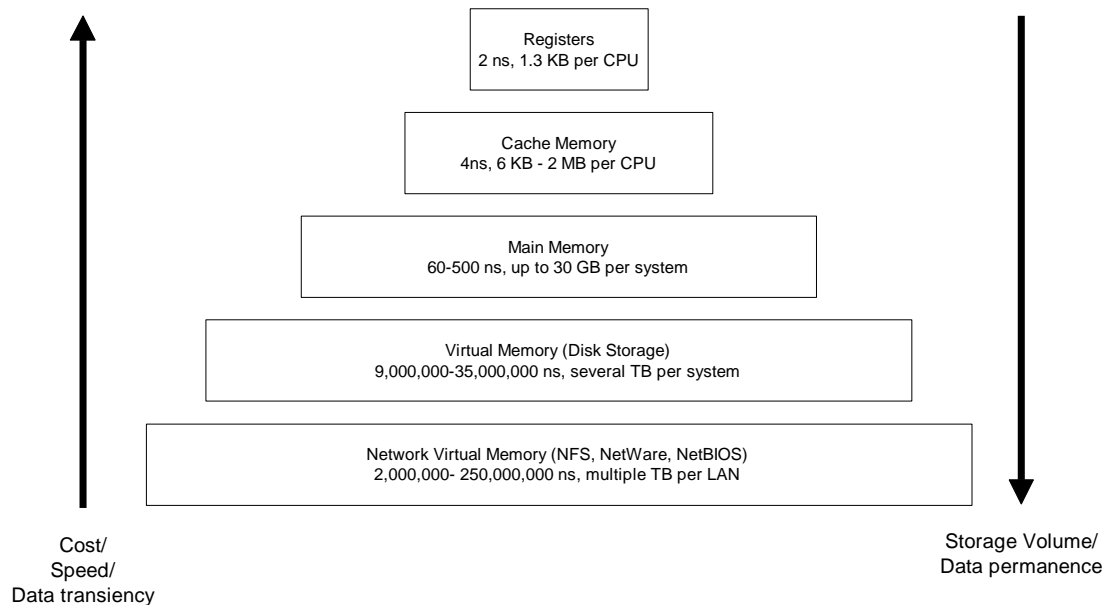 Registers
2 ns, 1.3 KB per CPU
Cache Memory
4ns, 6 KB - 2 MB per CPU
Main Memory
60-500 ns, up to 30 GB per system
Virtual Memory (Disk Storage)
9,000,000-35,000,000 ns, several TB per system
Network Virtual Memory (NFS, NetWare, NetBIOS)
2,000,000- 250,000,000 ns, multiple TB per LAN
Cost/
Speed/
Data transiency
Storage Volume/
Data permanence